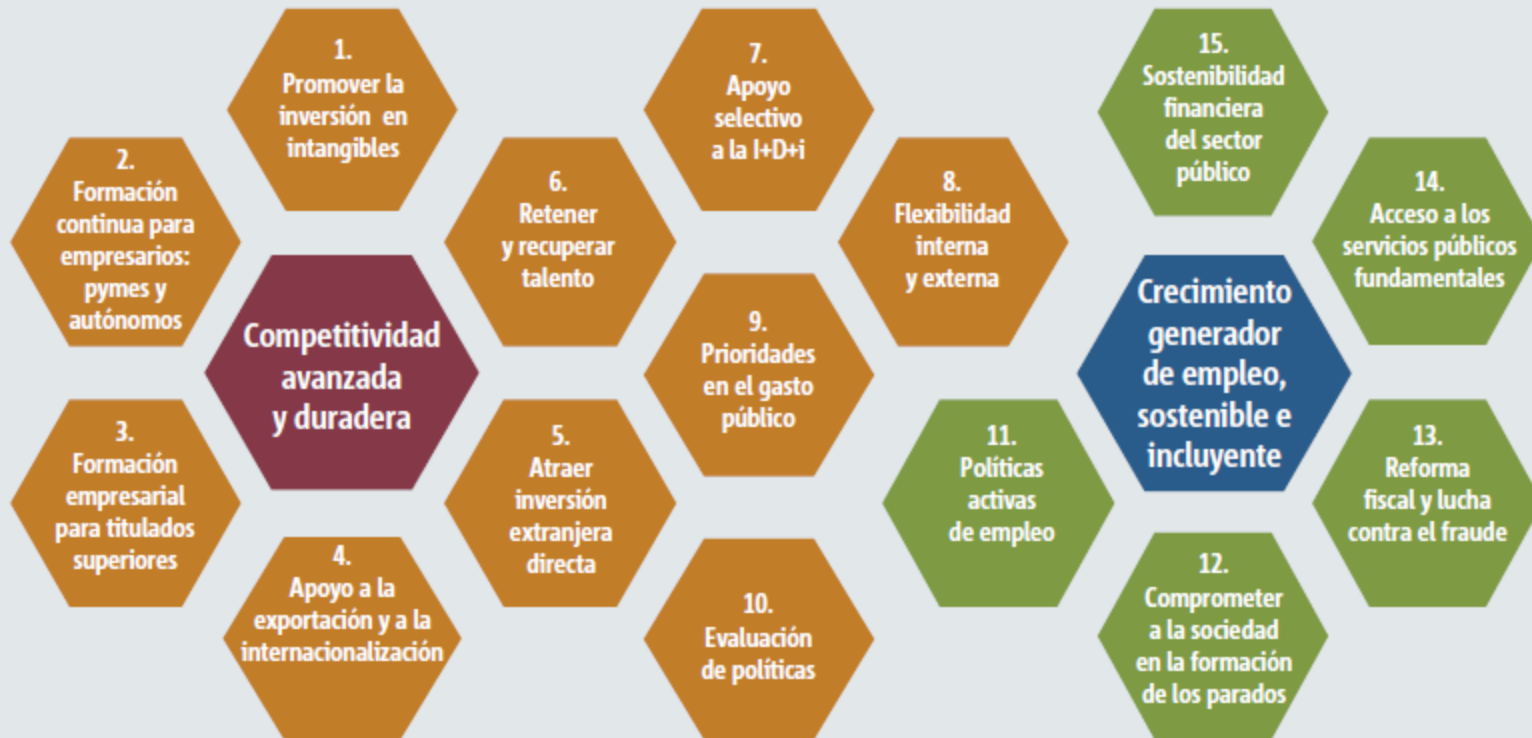 1.
Promover la
inversión en
intangibles
2.
Formación
continua para
empresarios:
pymes y
autónomos
3.
Formación
empresarial
para titulados
superiores
4.
Apoyo a la
exportación y a la
internacionalización
5.
Atraer
inversión
extranjera
directa
6.
Retener
y recuperar
talento
Competitividad
avanzada
y duradera
7.
Apoyo
selectivo
a la I+D+i
8.
Flexibilidad
interna
y externa
9.
Prioridades
en el gasto
público
10.
Evaluación
de políticas
11.
Políticas
activas
de empleo
12.
Comprometer
a la sociedad
en la formación
de los parados
13.
Reforma
fiscal y lucha
contra el fraude
14.
Acceso a los
servicios públicos
fundamentales
15.
Sostenibilidad
financiera
del sector
público
Crecimiento
generador
de empleo,
sostenible e
incluyente